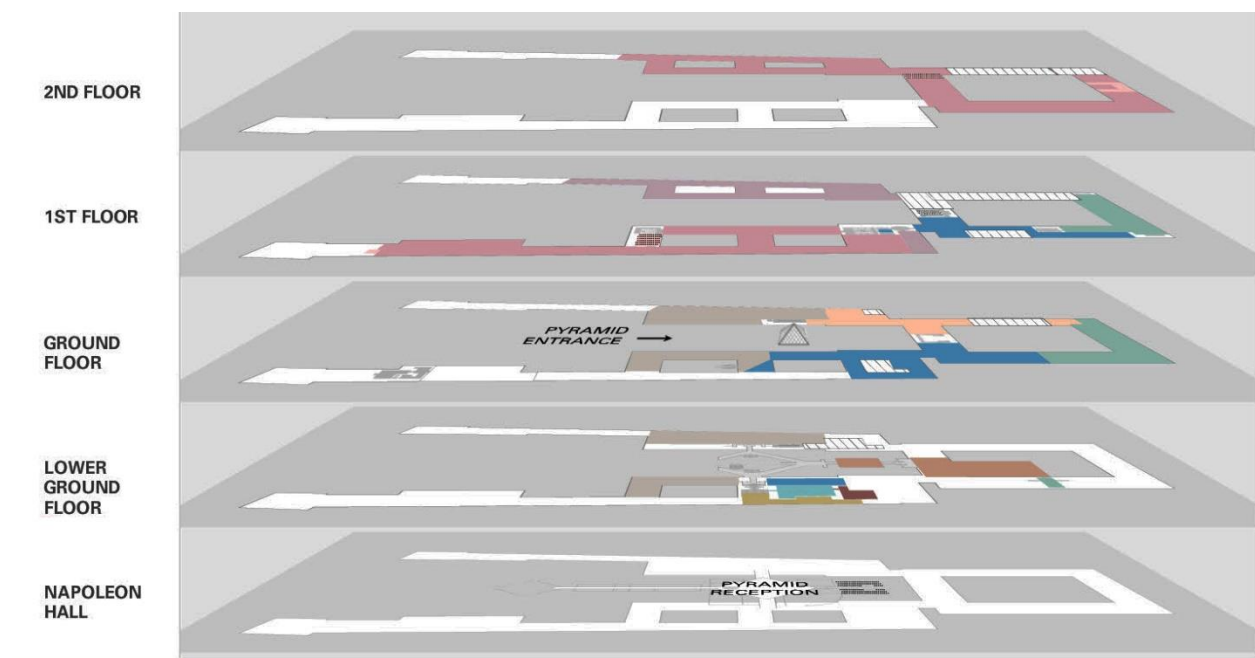 2ND FLOOR
1ST FLOOR
PYRAMID
ENTRANCE
GROUND
FLOOR
LOWER
GROUND
FLOOR
NAPOLEON
HALL
PYRAMID
RECEPTION